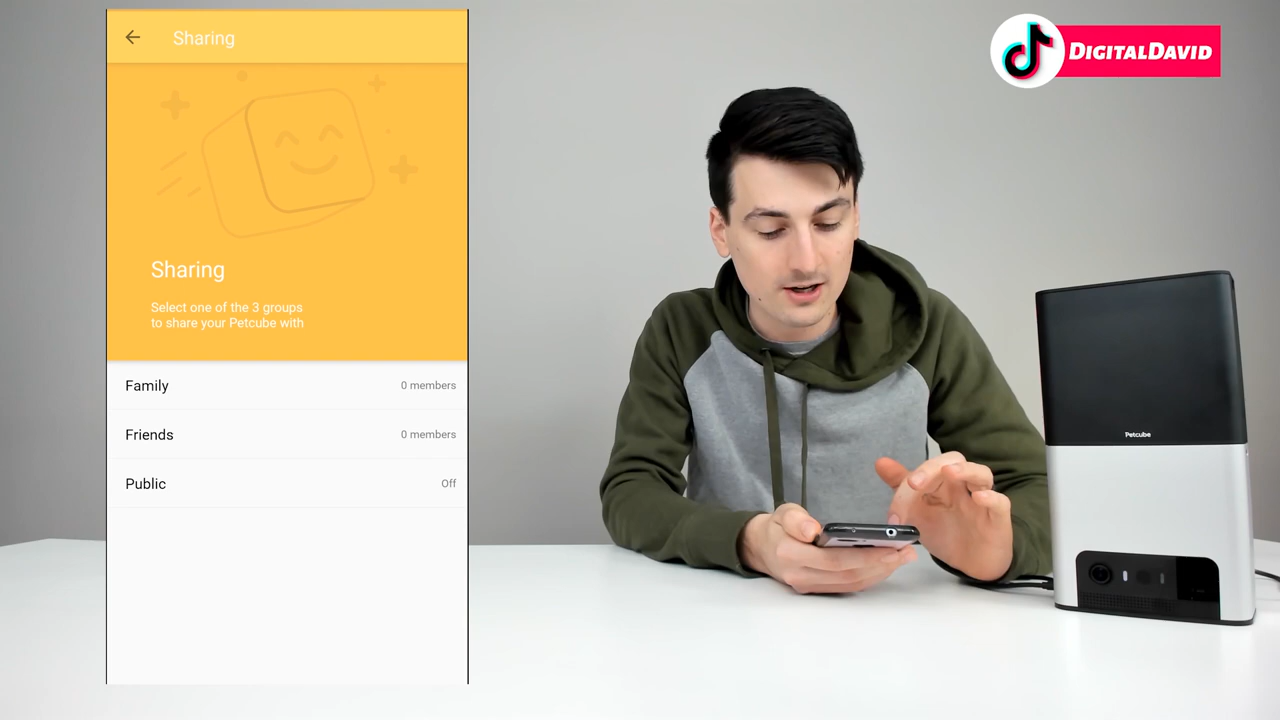 Sharing
Sharing
Select one of the 3 groups
to share your Petcube with
Family
0 members
Friends
0 members
Public
Off
DIGITALDAVID
Petcube